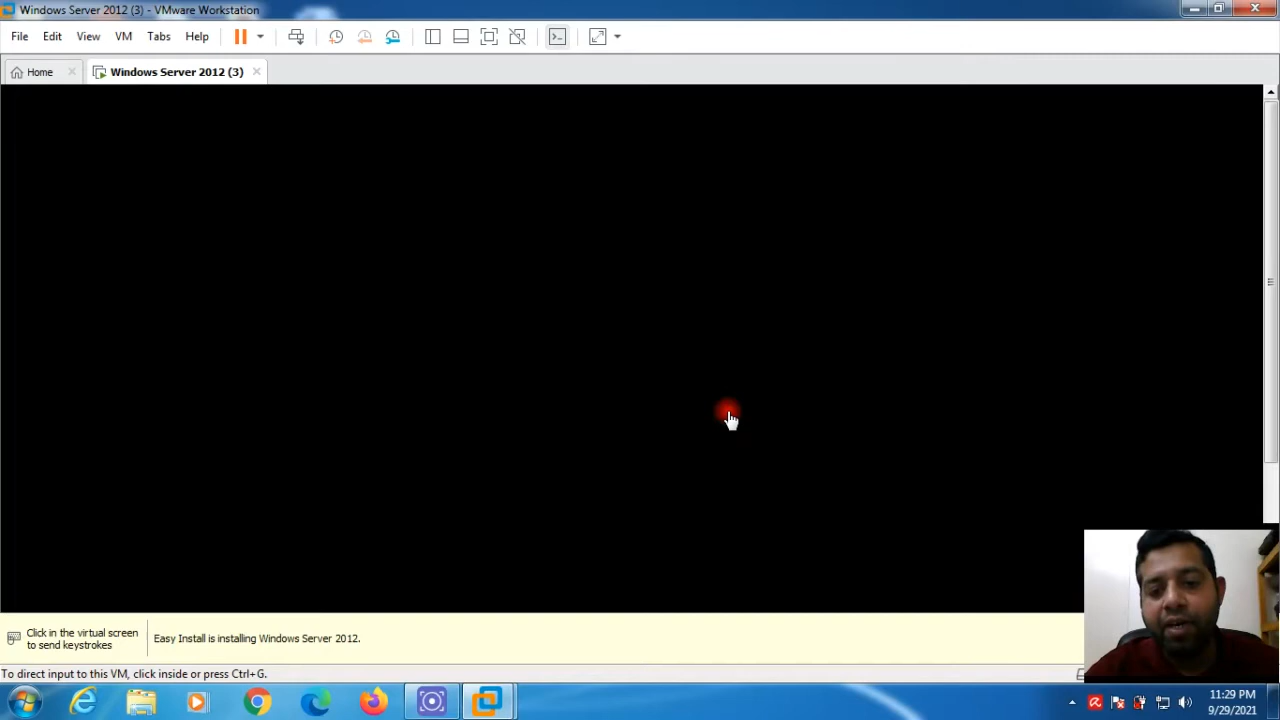 Windows Server 2012 (3) - VMware Workstation
File Edit View VM Tabs Help
Home Windows Server 2012 (3)
Click in the virtual screen
to send keystrokes
Easy Install is installing Windows Server 2012.
To direct input to this VM, click inside or press Ctrl+G.
11:29 PM
9/29/2021